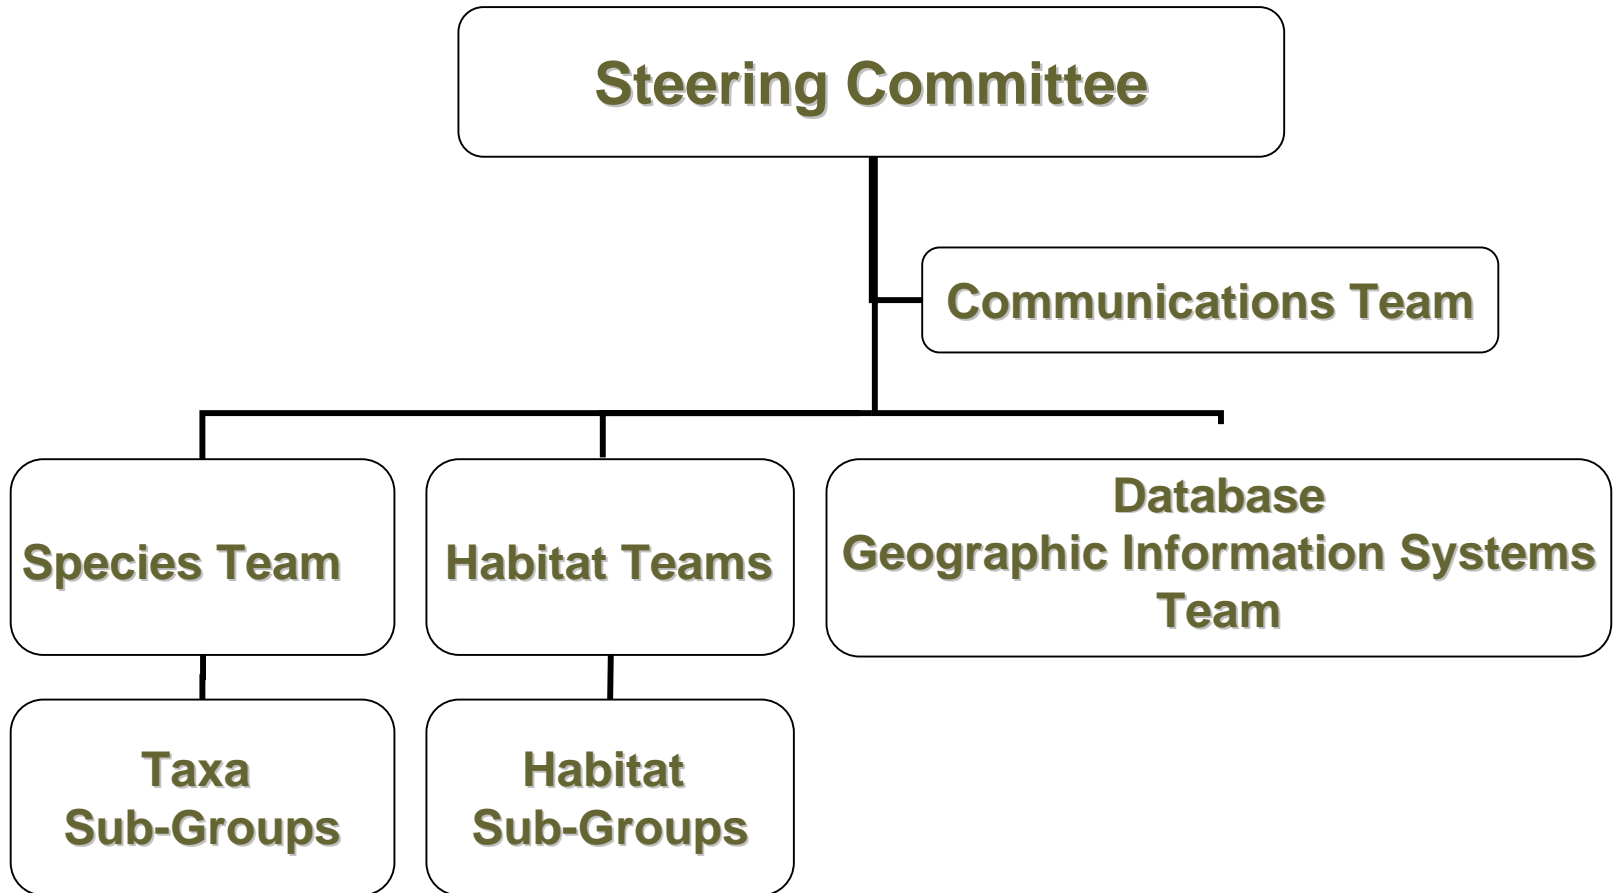 Steering Committee
Communications Team
Species Team
Habitat Teams
Database
Geographic Information Systems
Team
Taxa
Sub-Groups
Habitat
Sub-Groups